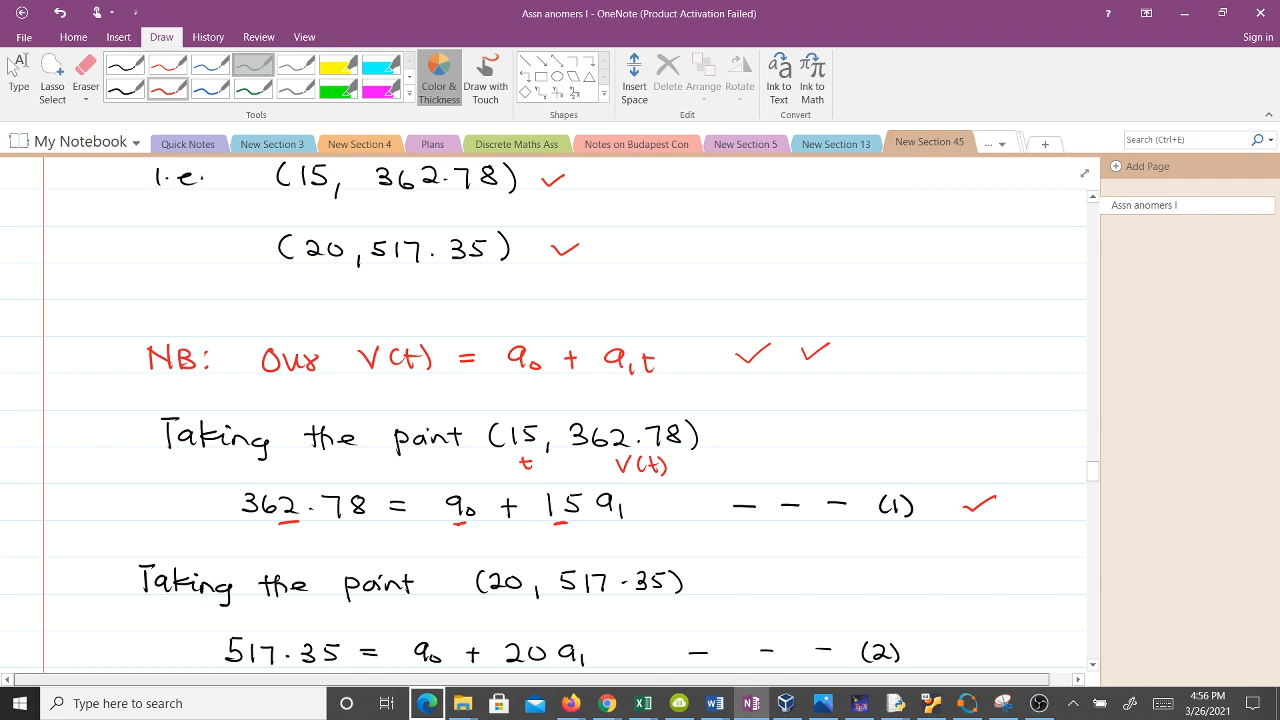 Assn anomers I - OneNote (Product Activation Failed)
File Home Insert Draw History Review View Sign in
Type Lasso Select Eraser Color & Thickness Draw with Touch Insert Space Delete Arrange Rotate Ink to Text Ink to Math
Tools Shapes Edit Convert
My Notebook Quick Notes New Section 3 New Section 4 Plans Discrete Maths Ass Notes on Budapest Con New Section 5 New Section 13 New Section 45 ... Search (Ctrl+E)
Add Page
Assn anomers I
i.e. (15, 362.78) ✓
(20, 517.35) ✓
NB: Our V(t) = a₀ + a₁t ✓ ✓
Taking the point (15, 362.78)
t V(t)
362.78 = a₀ + 15 a₁ --- (1) ✓
Taking the point (20, 517.35)
517.35 = a₀ + 20 a₁ --- (2)
Type here to search
4:56 PM
3/26/2021